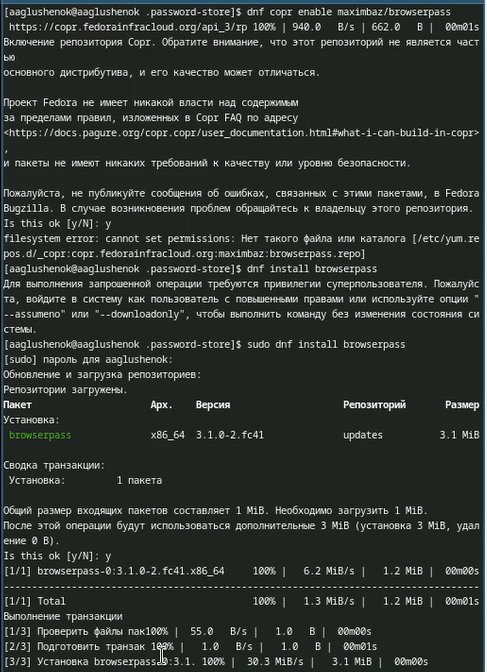 [aaglushenok@aaglushenok .password-store]$ dnf copr enable maximbaz/browserpass
https://copr.fedorainfracloud.org/api_3/rp 100% | 940.0   B/s | 662.0   B |  00m01s
Включение репозитория Copr. Обратите внимание, что этот репозиторий не является част
ью
основного дистрибутива, и его качество может отличаться.
Проект Fedora не имеет никакой власти над содержимым
за пределами правил, изложенных в Copr FAQ по адресу
<https://docs.pagure.org/copr.copr/user_documentation.html#what-i-can-build-in-copr>
,
и пакеты не имеют никаких требований к качеству или уровню безопасности.
Пожалуйста, не публикуйте сообщения об ошибках, связанных с этими пакетами, в Fedora
Bugzilla. В случае возникновения проблем обращайтесь к владельцу этого репозитория.
Is this ok [y/N]: y
filesystem error: cannot set permissions: Нет такого файла или каталога [/etc/yum.re
pos.d/_copr:copr.fedorainfracloud.org:maximbaz:browserpass.repo]
[aaglushenok@aaglushenok .password-store]$ dnf install browserpass
Для выполнения запрошенной операции требуются привилегии суперпользователя. Пожалуйс
та, войдите в систему как пользователь с повышенными правами или используйте опции "
--assumeno" или "--downloadonly", чтобы выполнить команду без изменения состояния си
стемы.
[aaglushenok@aaglushenok .password-store]$ sudo dnf install browserpass
[sudo] пароль для aaglushenok:
Обновление и загрузка репозиториев:
Репозитории загружены.
Пакет Арх. Версия Репозиторий Размер
Установка:
browserpass x86_64 3.1.0-2.fc41 updates 3.1 MiB
Сводка транзакции:
Установка: 1 пакета
Общий размер входящих пакетов составляет 1 MiB. Необходимо загрузить 1 MiB.
После этой операции будут использоваться дополнительные 3 MiB (установка 3 MiB, удал
ение 0 B).
Is this ok [y/N]: y
[1/1] browserpass-0:3.1.0-2.fc41.x86_64 100% |   6.2 MiB/s |   1.2 MiB |  00m00s
--------------------------------------------------------------------------------
[1/1] Total 100% |   1.3 MiB/s |   1.2 MiB |  00m01s
Выполнение транзакции
[1/3] Проверить файлы пак100% |  55.0   B/s |   1.0   B |  00m00s
[2/3] Подготовить транзак 100% |   1.0   B/s |   1.0   B |  00m01s
[3/3] Установка browserpass-0:3.1. 100% |  30.3 MiB/s |   3.1 MiB |  00m00s